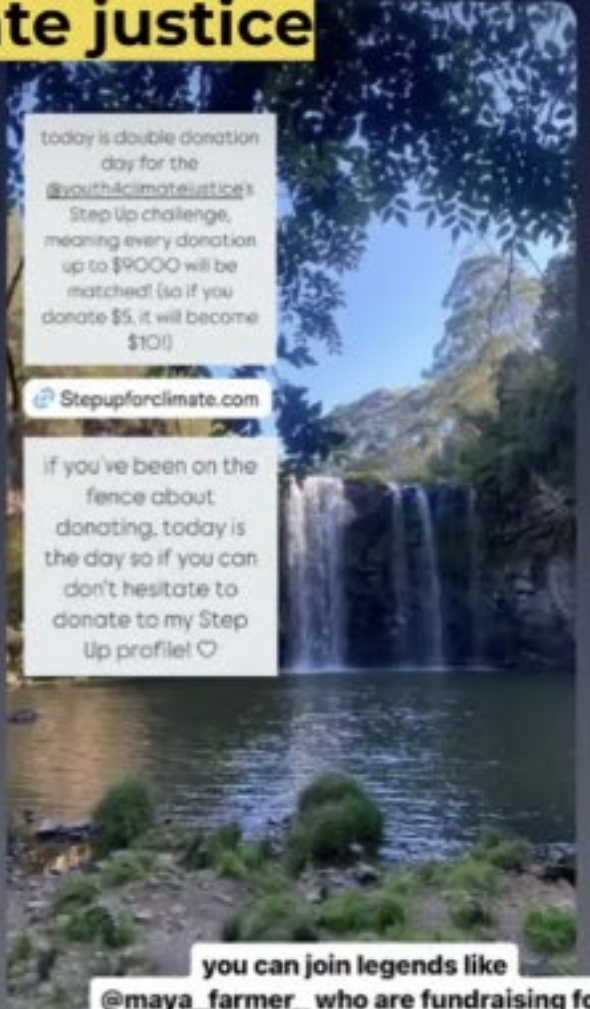 te justice
today is double donation
day for the
@youth4climatejustice's
Step Up challenge,
meaning every donation
up to $9000 will be
matched! (so if you
donate $5, it will become
$10!)
Stepupforclimate.com
if you've been on the
fence about
donating, today is
the day so if you can
don't hesitate to
donate to my Step
Up profile! ♡
you can join legends like
@maya_farmer_ who are fundraising fo